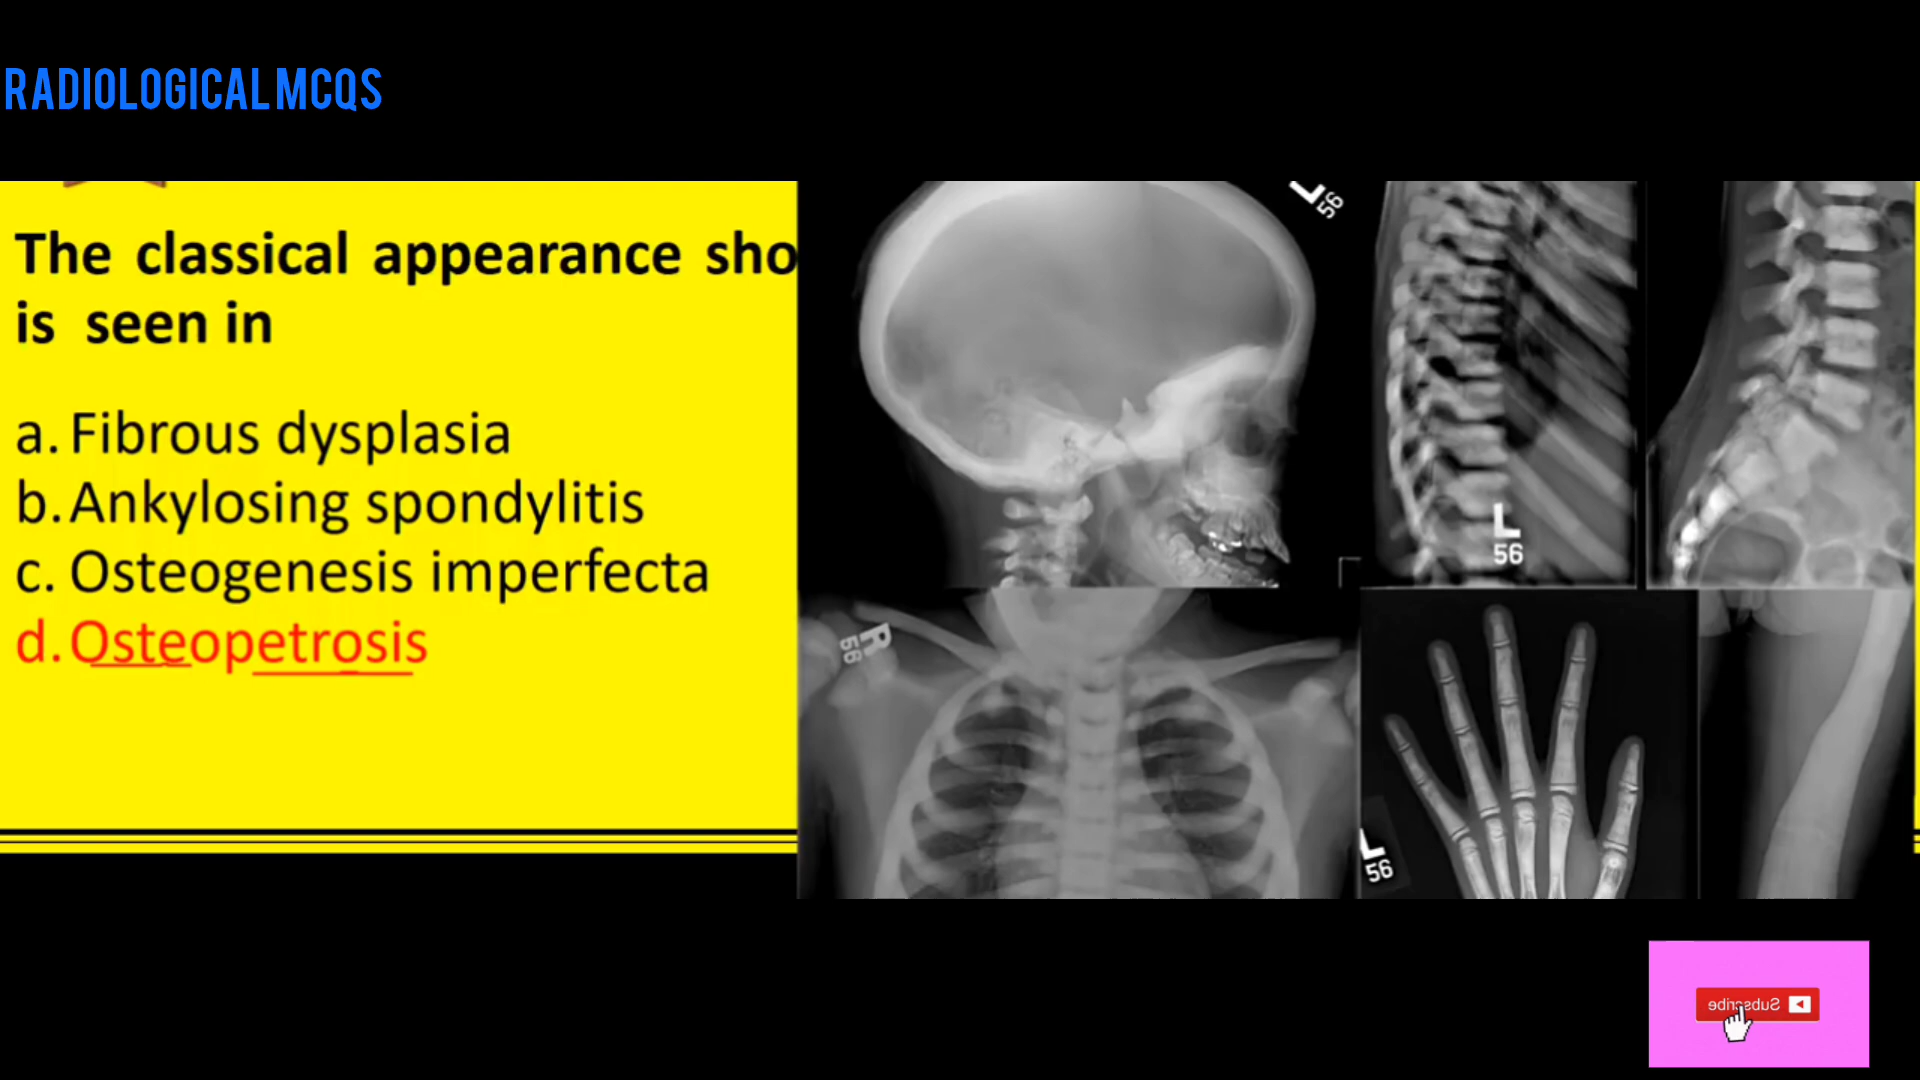 RADIOLOGICAL MCQS
The classical appearance sho
is seen in
a. Fibrous dysplasia
b. Ankylosing spondylitis
c. Osteogenesis imperfecta
d. Osteopetrosis
L
56
L
56
R
56
L
56
Subscribe